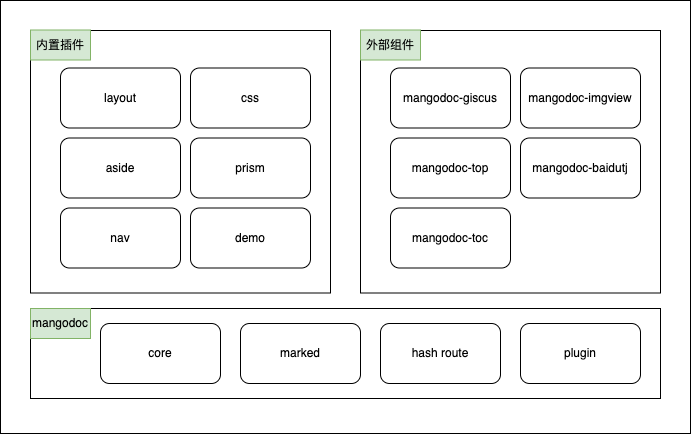 内置插件
layout
css
aside
prism
nav
demo
外部组件
mangodoc-giscus
mangodoc-imgview
mangodoc-top
mangodoc-baidutj
mangodoc-toc
mangodoc
core
marked
hash route
plugin